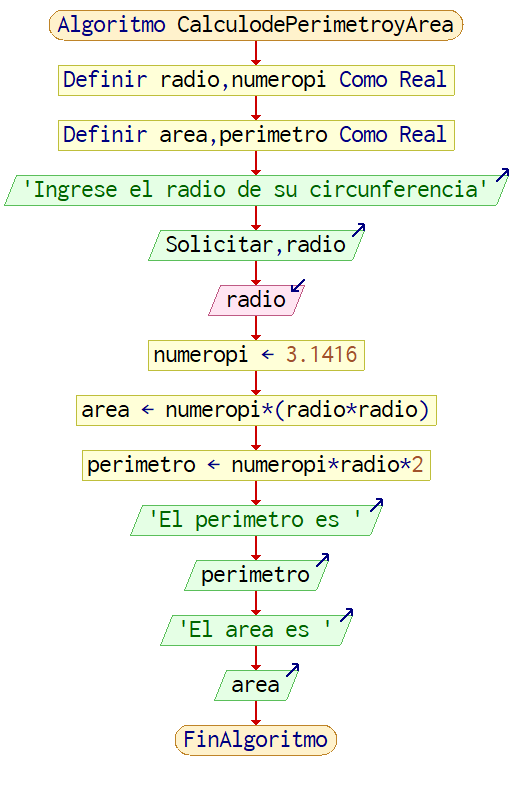 Algoritmo CalculodePerimetroyArea
Definir radio,numeropi Como Real
Definir area,perimetro Como Real
'Ingrese el radio de su circunferencia'
Solicitar,radio
radio
numeropi ← 3.1416
area ← numeropi*(radio*radio)
perimetro ← numeropi*radio*2
'El perimetro es '
perimetro
'El area es '
area
FinAlgoritmo